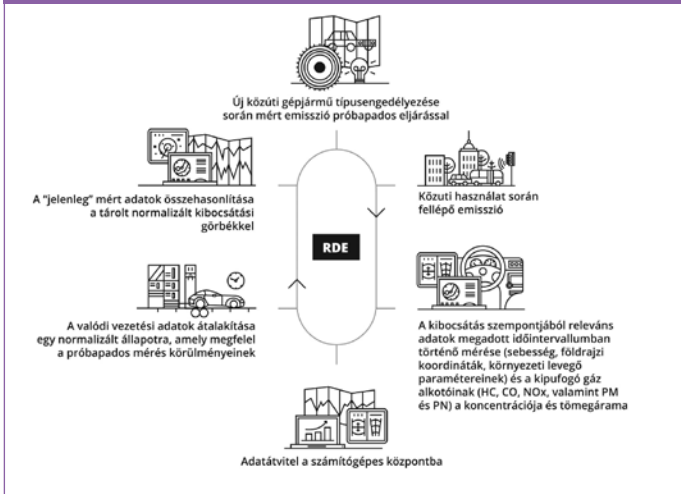 Új közúti gépjármű típusengedélyezése
során mért emisszió próbapados eljárással
A "jelenleg" mért adatok összehasonlítása
a tárolt normalizált kibocsátási
görbékkel
Közuti használat során
fellépő emisszió
RDE
A valódi vezetési adatok átalakítása
egy normalizált állapotra, amely megfelel
a próbapados mérés körülményeinek
A kibocsátás szempontjából releváns
adatok megadott időintervallumban
történő mérése (sebesség, földrajzi
koordináták, környezeti levegő
paramétereinek) és a kipufogó gáz
alkotóinak (HC, CO, NOx, valamint PM
és PN) a koncentrációja és tömegárama
Adatátvitel a számítógépes központba